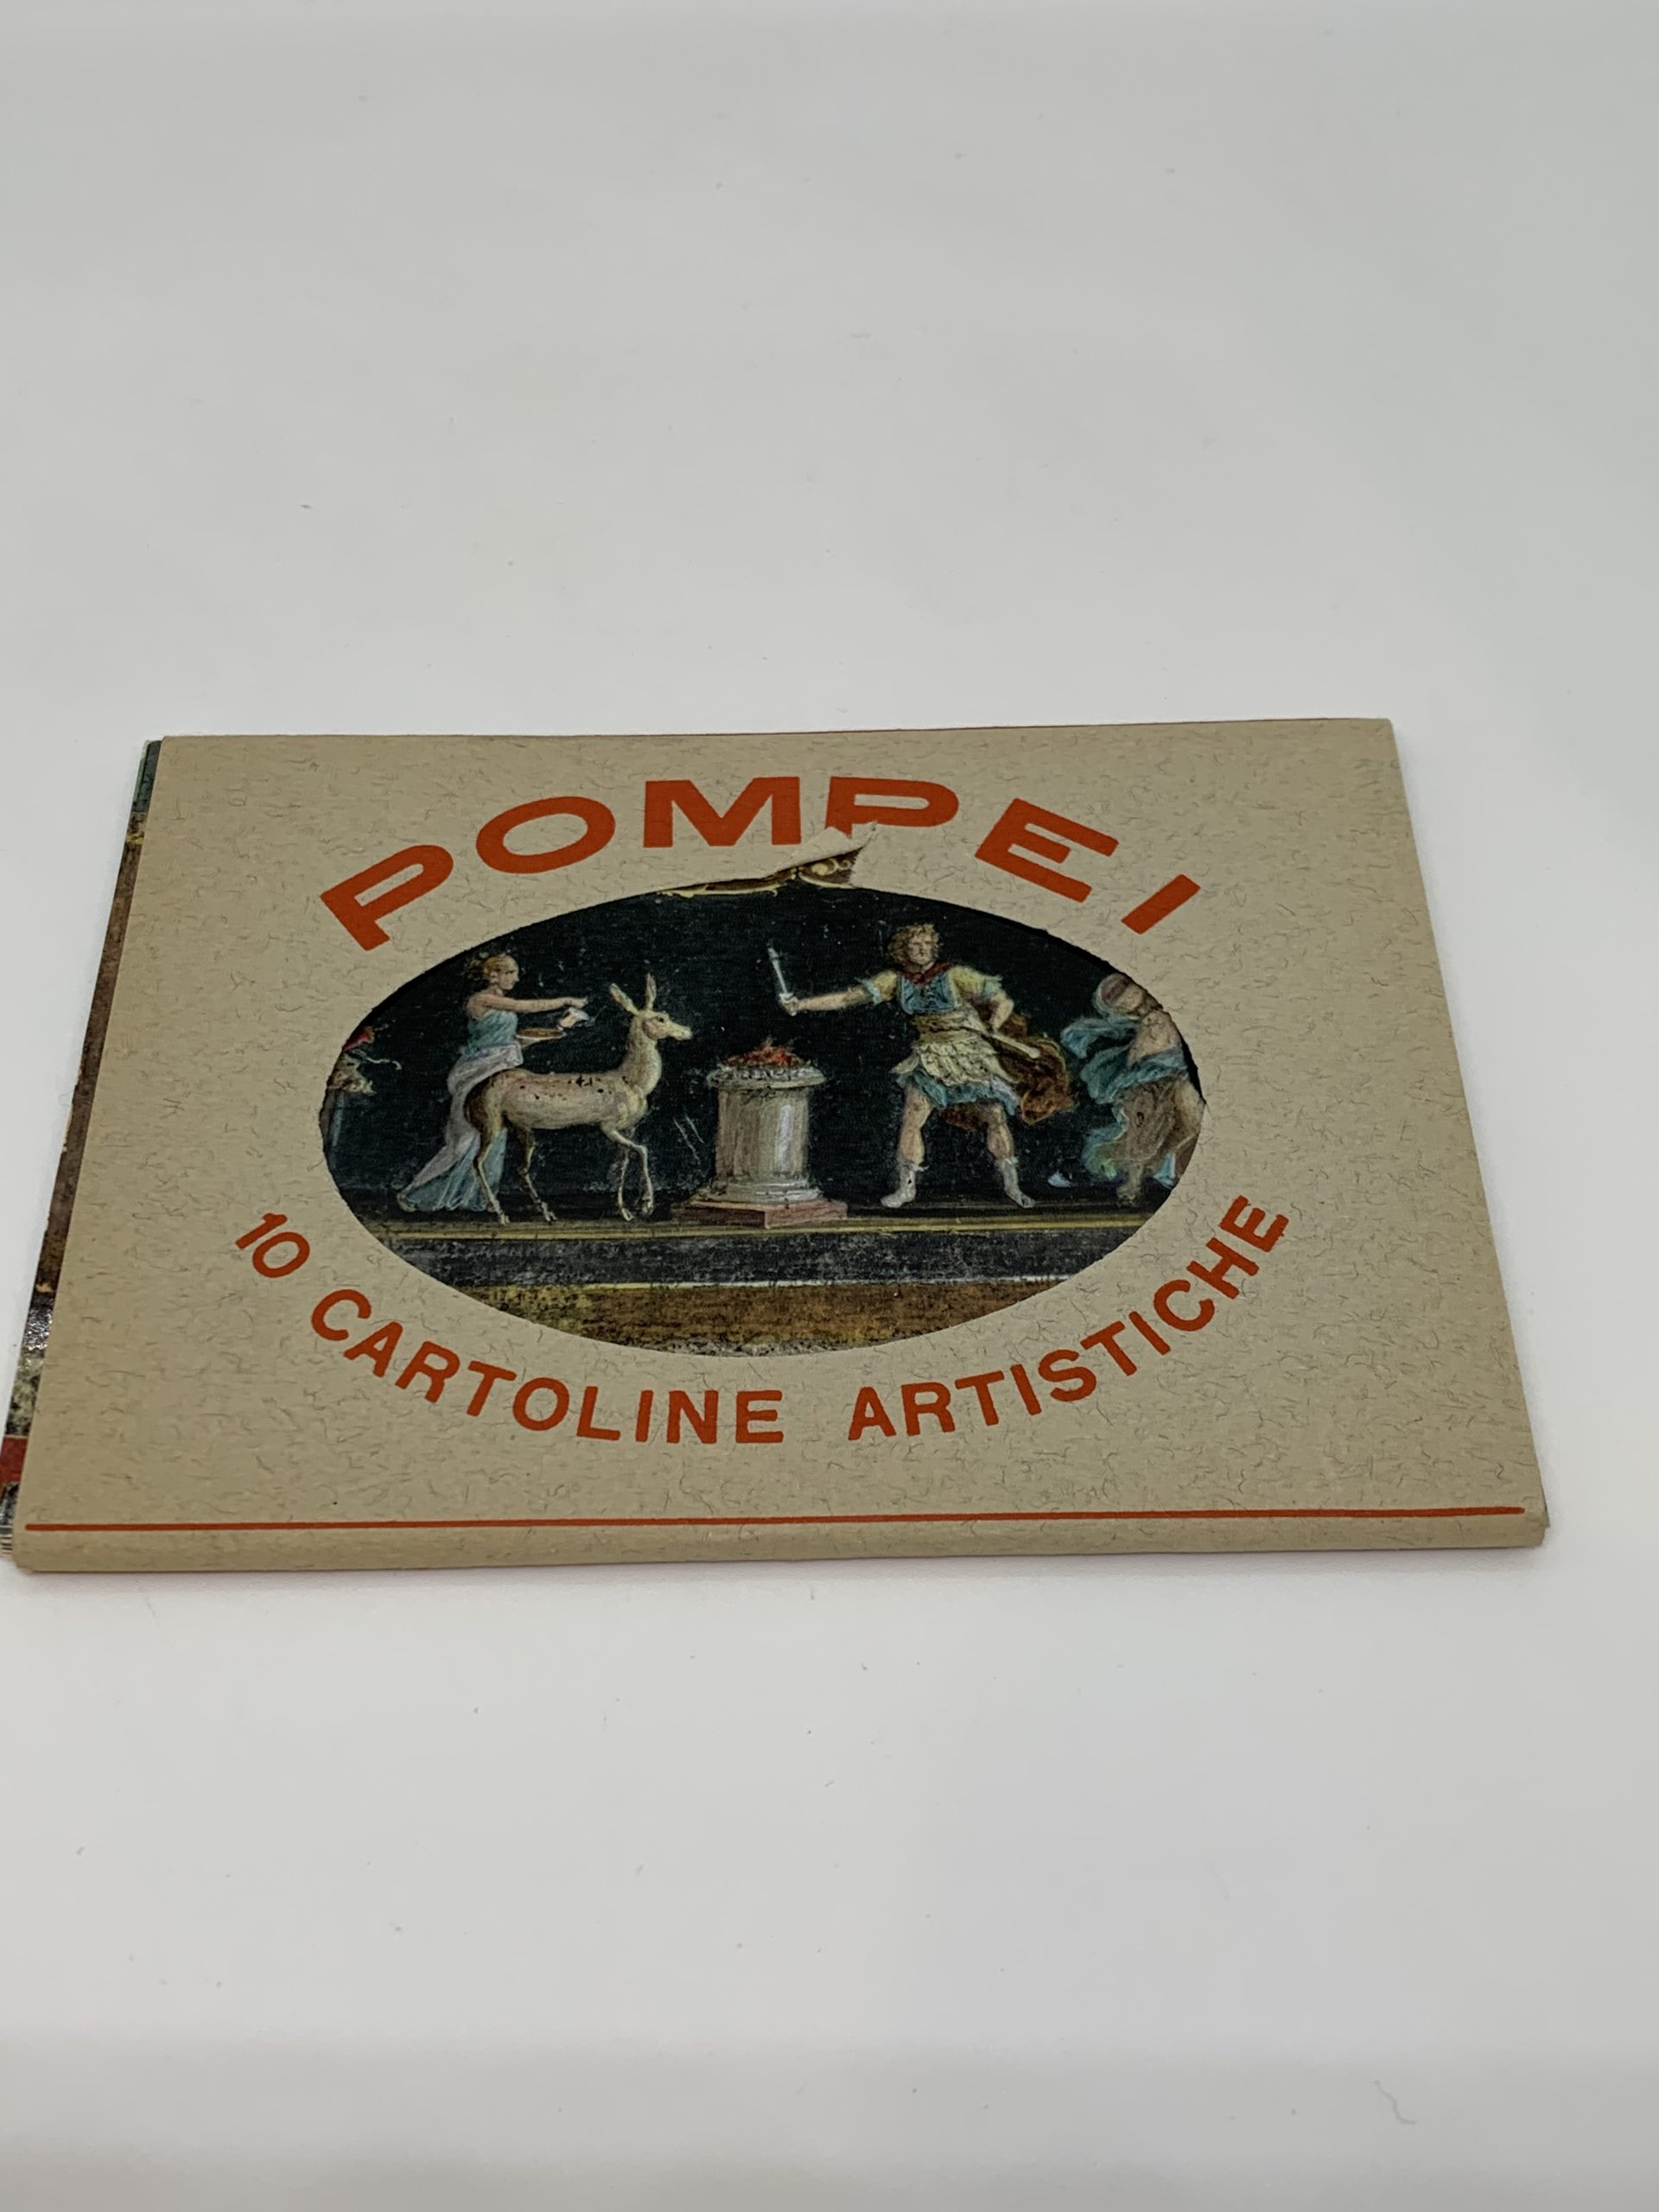 POMPEI
10 CARTOLINE ARTISTICHE